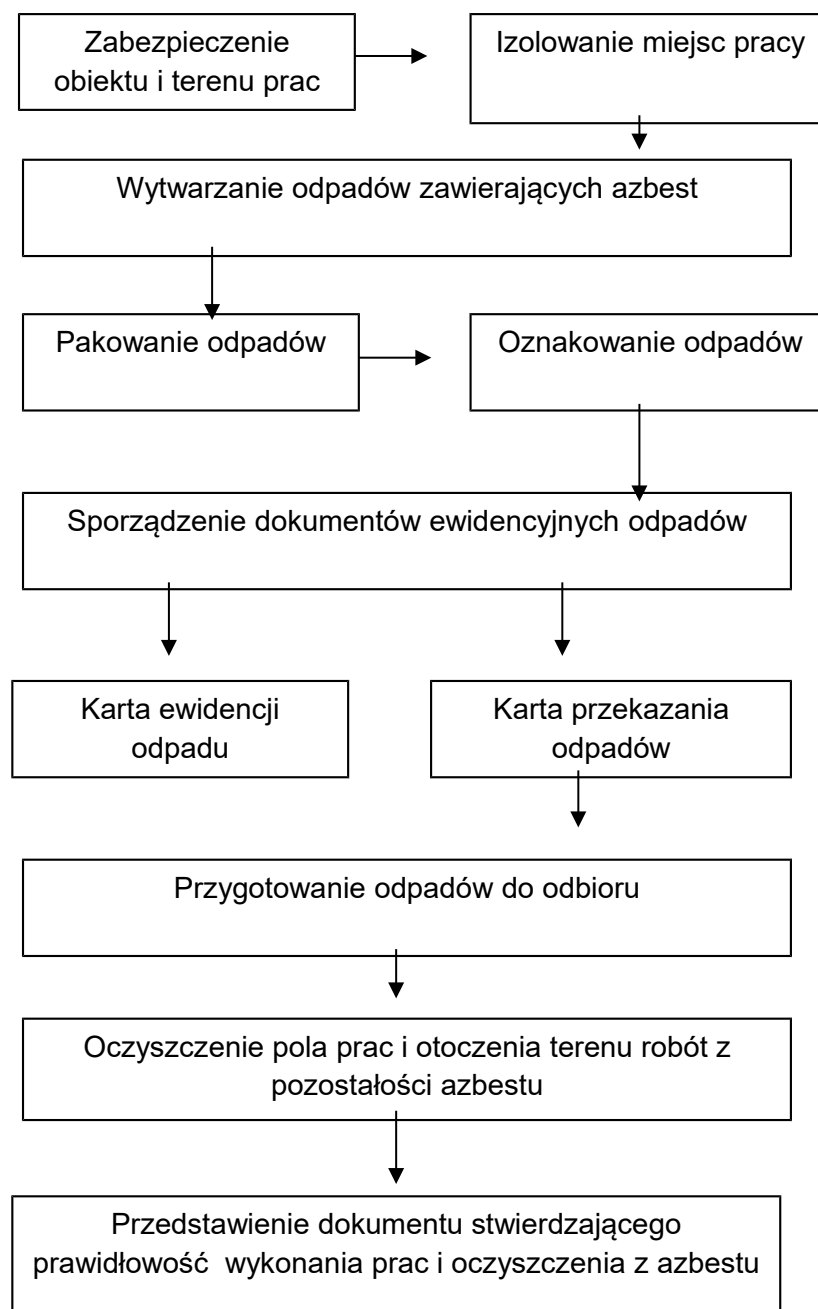 Zabezpieczenie
obiektu i terenu prac
Izolowanie miejsc pracy
Wytwarzanie odpadów zawierających azbest
Pakowanie odpadów
Oznakowanie odpadów
Sporządzenie dokumentów ewidencyjnych odpadów
Karta ewidencji
odpadu
Karta przekazania
odpadów
Przygotowanie odpadów do odbioru
Oczyszczenie pola prac i otoczenia terenu robót z
pozostałości azbestu
Przedstawienie dokumentu stwierdzającego
prawidłowość  wykonania prac i oczyszczenia z azbestu